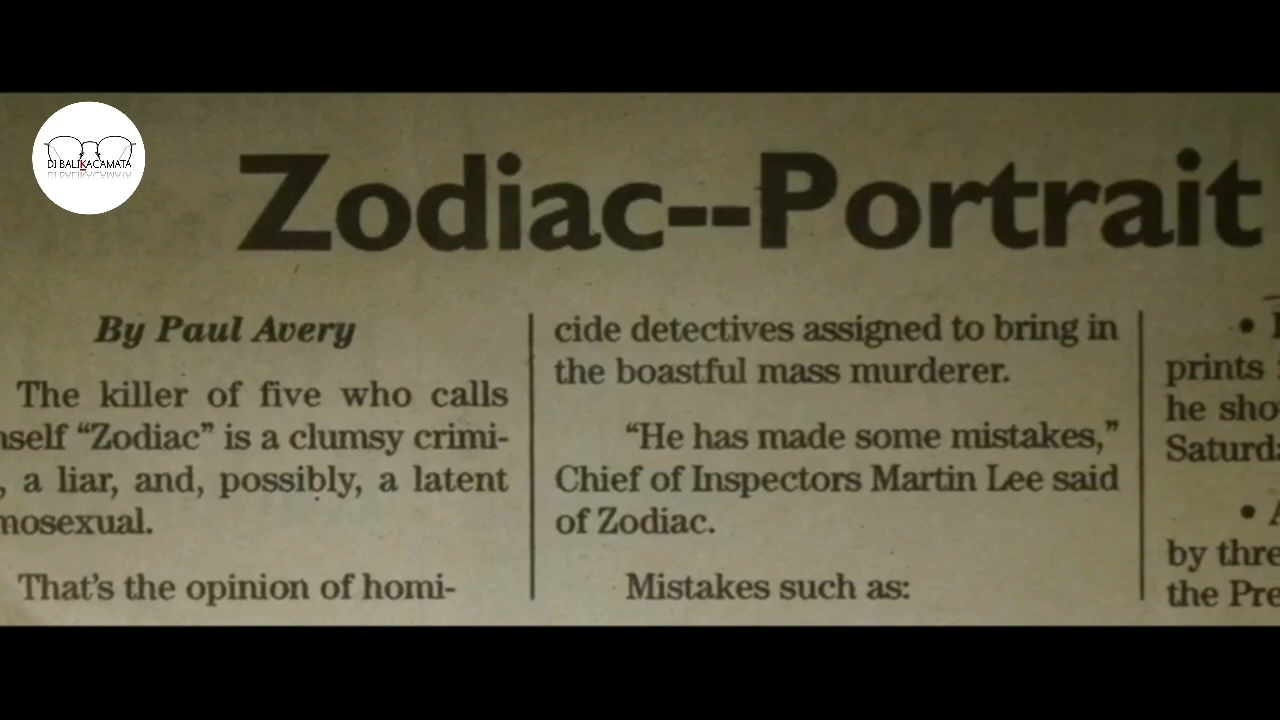 DJ BALIKACAMATA
Zodiac--Portrait
By Paul Avery
The killer of five who calls
nself “Zodiac” is a clumsy crimi-
, a liar, and, possibly, a latent
mosexual.
That’s the opinion of homi-
cide detectives assigned to bring in
the boastful mass murderer.
“He has made some mistakes,”
Chief of Inspectors Martin Lee said
of Zodiac.
Mistakes such as:
•
prints
he sho
Saturda
• A
by thre
the Pre